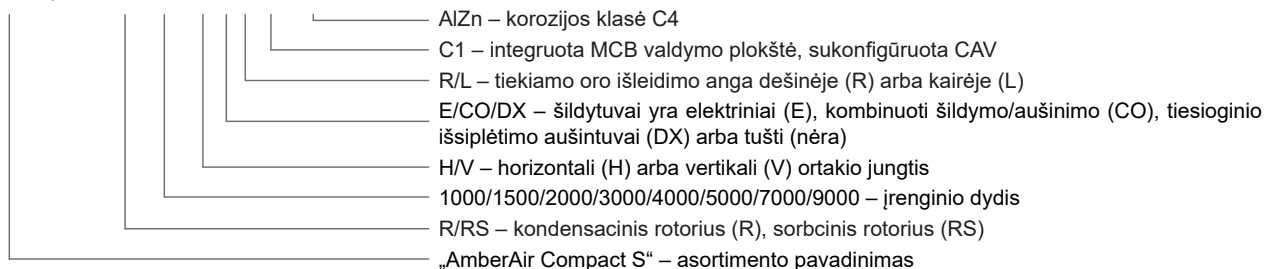 AlZn – korozijos klasė C4
C1 – integruota MCB valdymo plokštė, sukonfigūruota CAV
R/L – tiekiamo oro išleidimo anga dešinėje (R) arba kairėje (L)
E/CO/DX – šildytuvai yra elektriniai (E), kombinuoti šildymo/aušinimo (CO), tiesioginio
išsiplėtimo aušintuvai (DX) arba tušti (nėra)
H/V – horizontali (H) arba vertikali (V) ortakio jungtis
1000/1500/2000/3000/4000/5000/7000/9000 – įrenginio dydis
R/RS – kondensacinis rotorius (R), sorbcinis rotorius (RS)
„AmberAir Compact S“ – asortimento pavadinimas